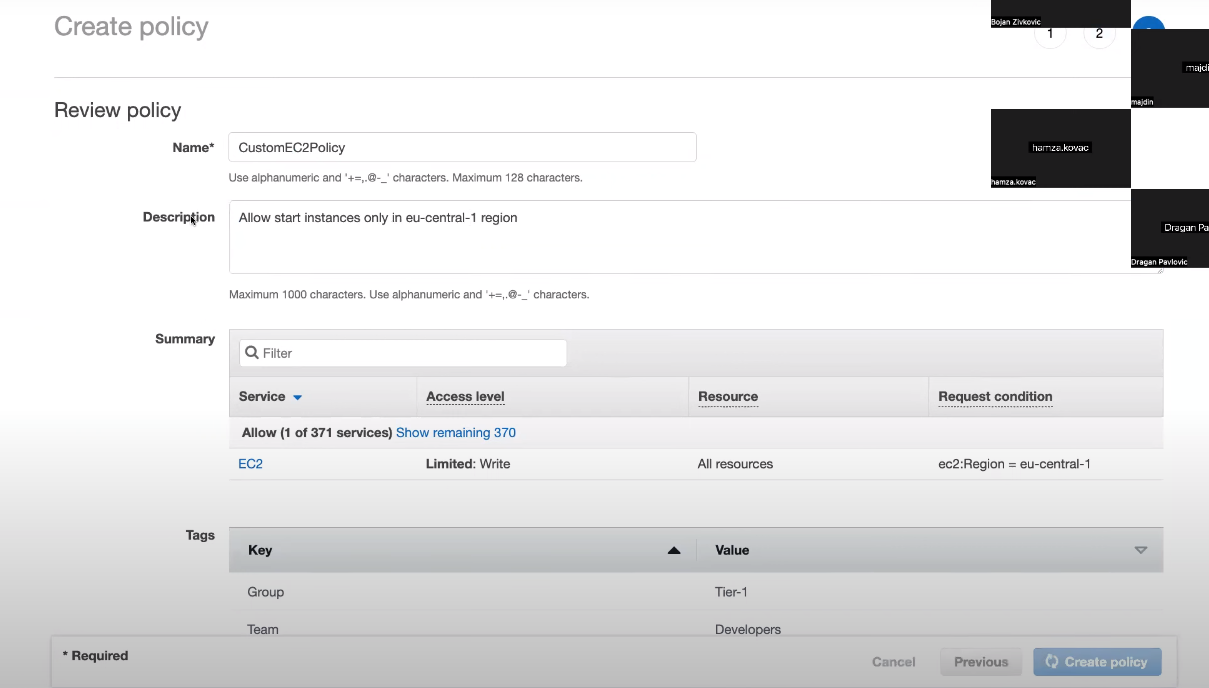 Create policy
Bojan Zivkovic
1
2
majdi
majdin
Review policy
Name*
CustomEC2Policy
Use alphanumeric and '+=,.@-_' characters. Maximum 128 characters.
hamza.kovac
hamza.kovac
Description
Allow start instances only in eu-central-1 region
Dragan Pa
Dragan Pavlovic
Maximum 1000 characters. Use alphanumeric and '+=,.@-_' characters.
Summary
Filter
Service Access level Resource Request condition
Allow (1 of 371 services) Show remaining 370
EC2 Limited: Write All resources ec2:Region = eu-central-1
Tags
Key Value
Group Tier-1
Team Developers
* Required
Cancel Previous Create policy